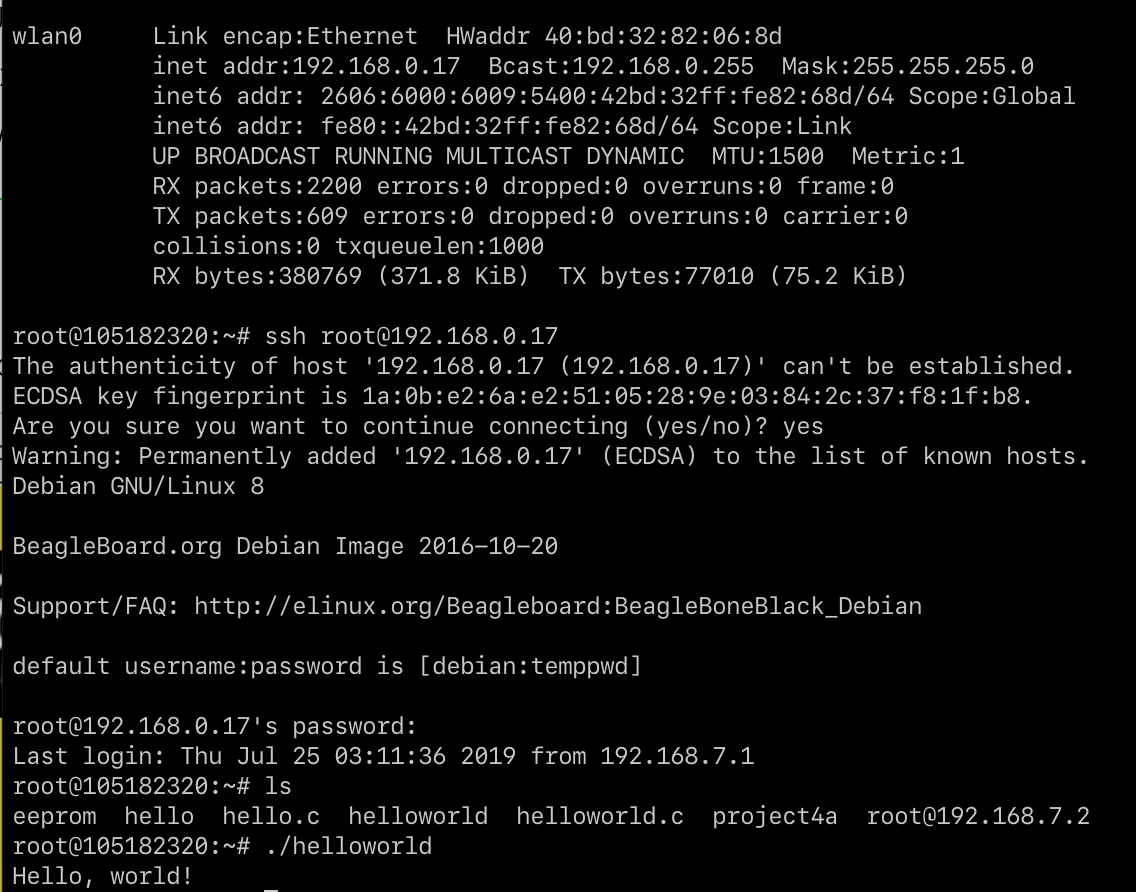 wlan0     Link encap:Ethernet  HWaddr 40:bd:32:82:06:8d
          inet addr:192.168.0.17  Bcast:192.168.0.255  Mask:255.255.255.0
          inet6 addr: 2606:6000:6009:5400:42bd:32ff:fe82:68d/64 Scope:Global
          inet6 addr: fe80::42bd:32ff:fe82:68d/64 Scope:Link
          UP BROADCAST RUNNING MULTICAST DYNAMIC  MTU:1500  Metric:1
          RX packets:2200 errors:0 dropped:0 overruns:0 frame:0
          TX packets:609 errors:0 dropped:0 overruns:0 carrier:0
          collisions:0 txqueuelen:1000
          RX bytes:380769 (371.8 KiB)  TX bytes:77010 (75.2 KiB)
root@105182320:~# ssh root@192.168.0.17
The authenticity of host '192.168.0.17 (192.168.0.17)' can't be established.
ECDSA key fingerprint is 1a:0b:e2:6a:e2:51:05:28:9e:03:84:2c:37:f8:1f:b8.
Are you sure you want to continue connecting (yes/no)? yes
Warning: Permanently added '192.168.0.17' (ECDSA) to the list of known hosts.
Debian GNU/Linux 8
BeagleBoard.org Debian Image 2016-10-20
Support/FAQ: http://elinux.org/Beagleboard:BeagleBoneBlack_Debian
default username:password is [debian:temppwd]
root@192.168.0.17's password:
Last login: Thu Jul 25 03:11:36 2019 from 192.168.7.1
root@105182320:~# ls
eeprom  hello  hello.c  helloworld  helloworld.c  project4a  root@192.168.7.2
root@105182320:~# ./helloworld
Hello, world!